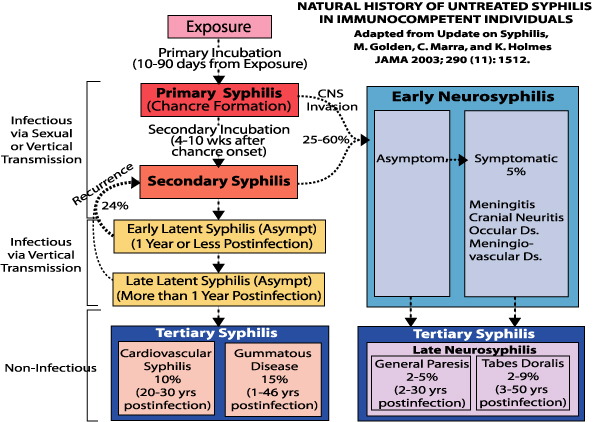 NATURAL HISTORY OF UNTREATED SYPHILIS
IN IMMUNOCOMPETENT INDIVIDUALS
Adapted from Update on Syphilis,
M. Golden, C. Marra, and K. Holmes
JAMA 2003; 290 (11): 1512.
Exposure
Primary Incubation
(10-90 days from Exposure)
Primary Syphilis
(Chancre Formation)
CNS
Invasion
25-60%
Secondary Incubation
(4-10 wks after
chancre onset)
Secondary Syphilis
Infectious
via Sexual
or Vertical
Transmission
Recurrence
24%
Early Latent Syphilis (Asympt)
(1 Year or Less Postinfection)
Infectious
via Vertical
Transmission
Late Latent Syphilis (Asympt)
(More than 1 Year Postinfection)
Early Neurosyphilis
Asymptom
Symptomatic
5%
Meningitis
Cranial Neuritis
Occular Ds.
Meningio-
vascular Ds.
Non-Infectious
Tertiary Syphilis
Cardiovascular
Syphilis
10%
(20-30 yrs
postinfection)
Gummatous
Disease
15%
(1-46 yrs
postinfection)
Tertiary Syphilis
Late Neurosyphilis
General Paresis
2-5%
(2-30 yrs
postinfection)
Tabes Doralis
2-9%
(3-50 yrs
postinfection)